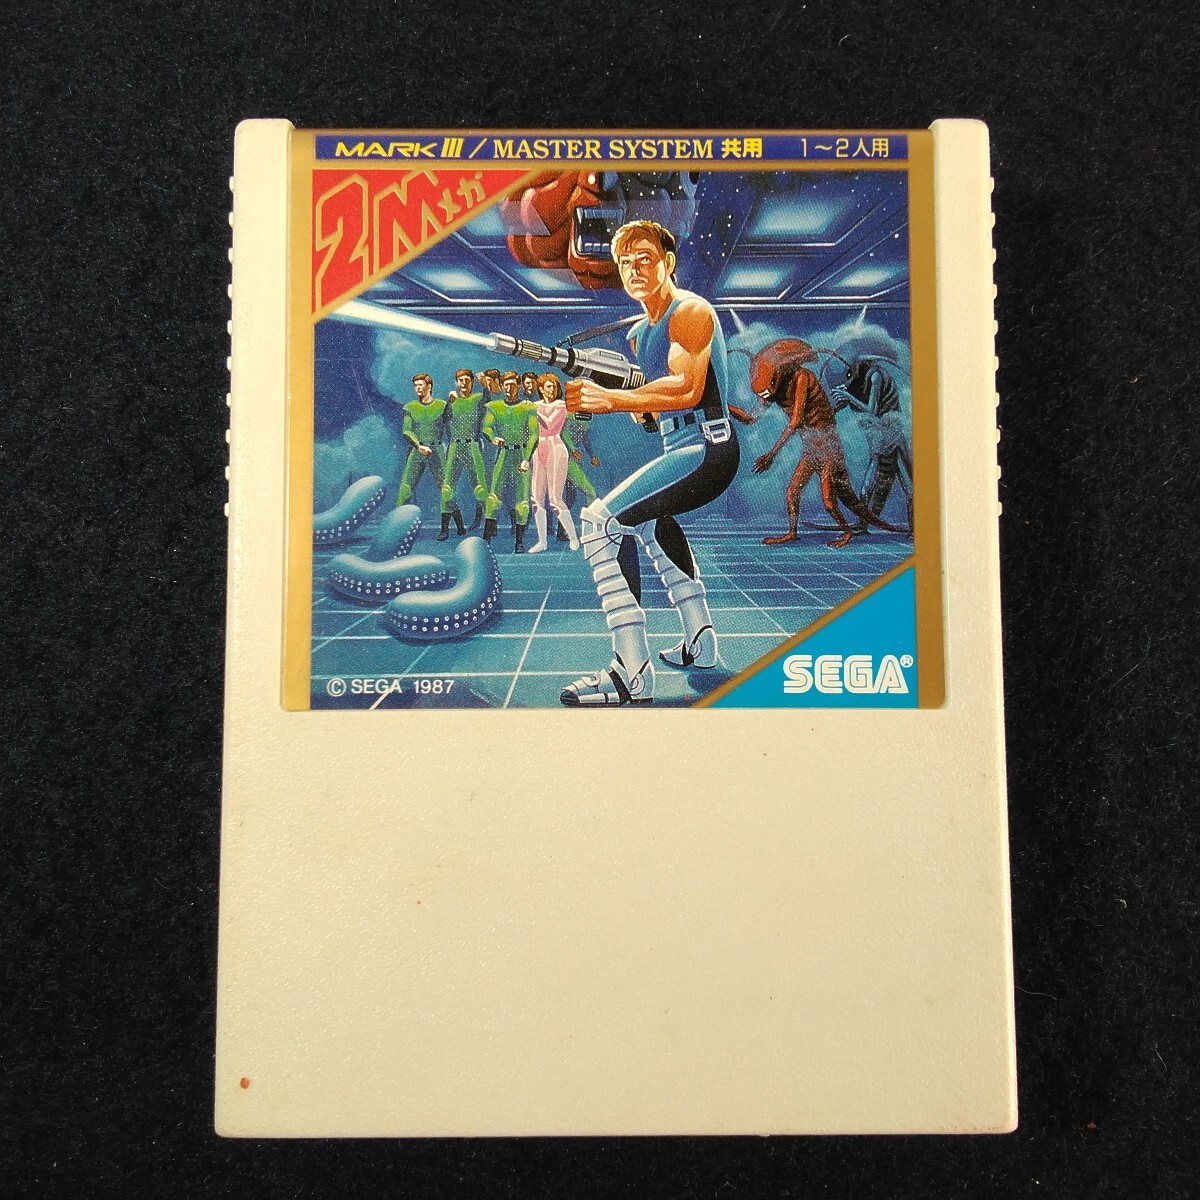 MARK III / MASTER SYSTEM 共用 1～2人用
2Mメガ
© SEGA 1987
SEGA®